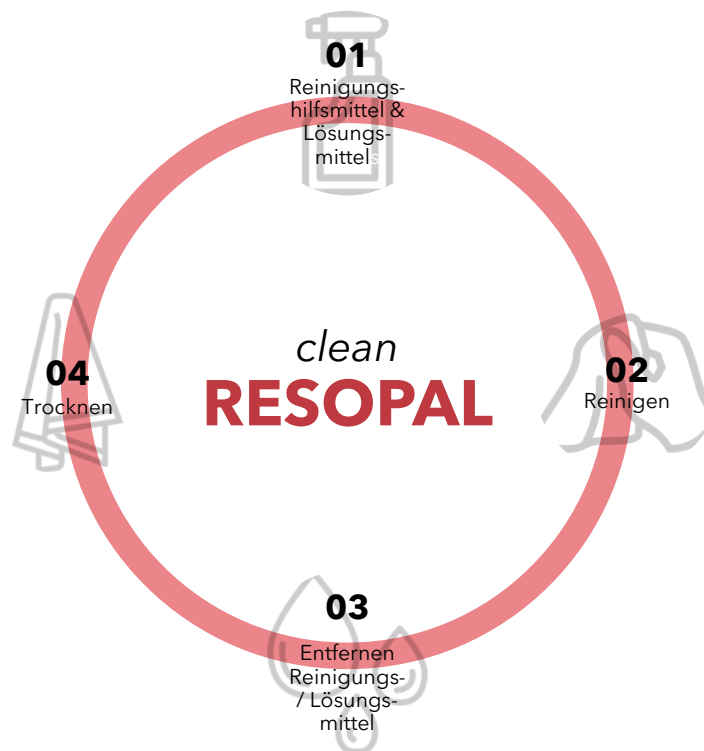 01
Reinigungs-
hilfsmittel &
Lösungs-
mittel
02
Reinigen
03
Entfernen
Reinigungs-
/ Lösungs-
mittel
04
Trocknen
clean
RESOPAL